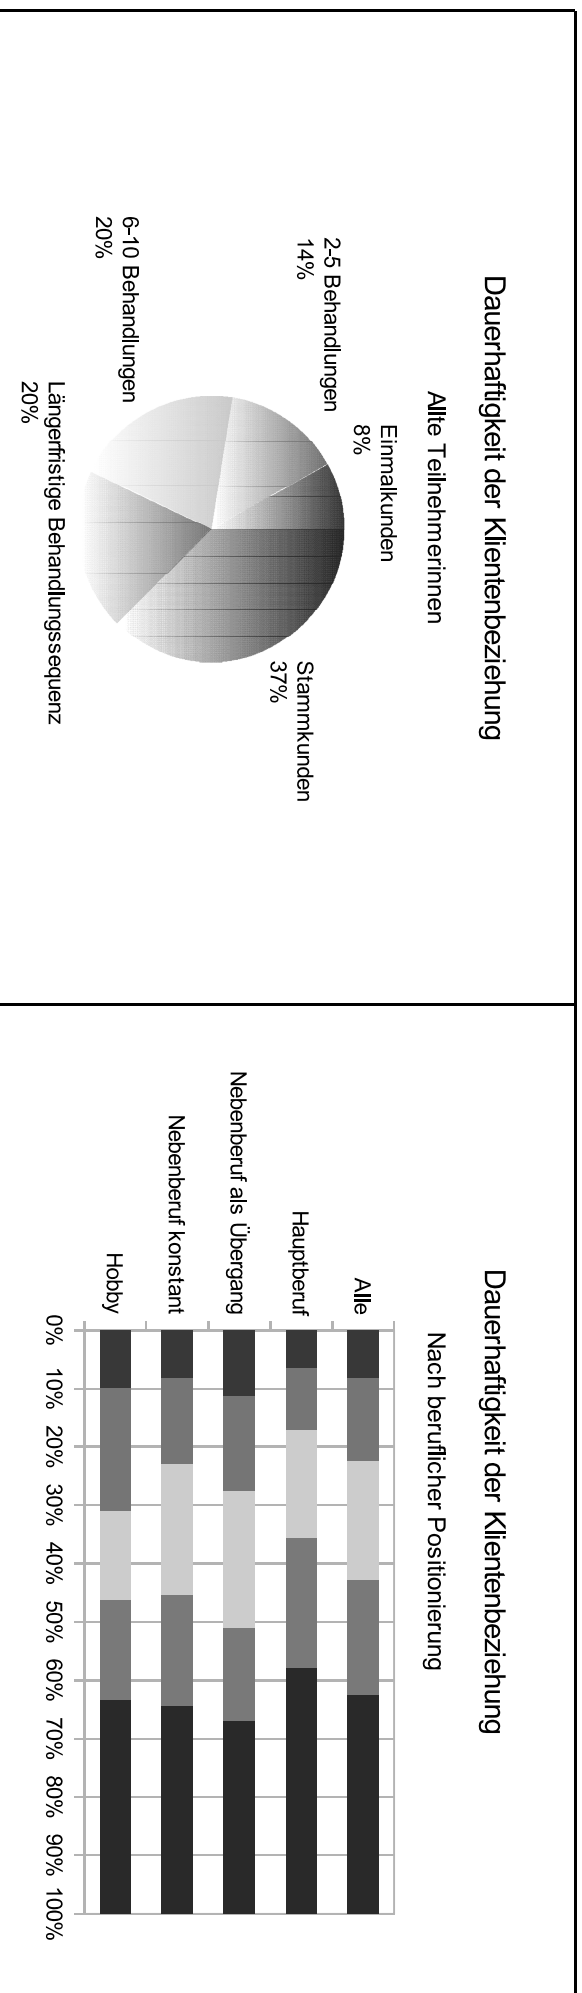 Dauerhaftigkeit der Klientenbeziehung
Allte Teilnehmerinnen
Einmalkunden
8%
2-5 Behandlungen
14%
Stammkunden
37%
6-10 Behandlungen
20%
Längerfristige Behandlungssequenz
20%
Dauerhaftigkeit der Klientenbeziehung
Nach beruflicher Positionierung
Alle
Hauptberuf
Nebenberuf als Übergang
Nebenberuf konstant
Hobby
0% 10% 20% 30% 40% 50% 60% 70% 80% 90% 100%